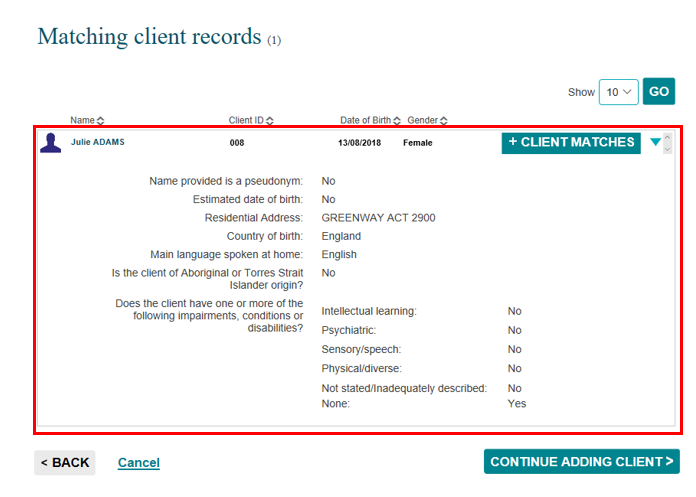 Matching client records (1)
Show 10 GO
Name Client ID Date of Birth Gender
Julie ADAMS 008 13/08/2018 Female + CLIENT MATCHES
Name provided is a pseudonym: No
Estimated date of birth: No
Residential Address: GREENWAY ACT 2900
Country of birth: England
Main language spoken at home: English
Is the client of Aboriginal or Torres Strait No
Islander origin?
Does the client have one or more of the
following impairments, conditions or
disabilities?
Intellectual learning: No
Psychiatric: No
Sensory/speech: No
Physical/diverse: No
Not stated/Inadequately described: No
None: Yes
< BACK Cancel CONTINUE ADDING CLIENT >